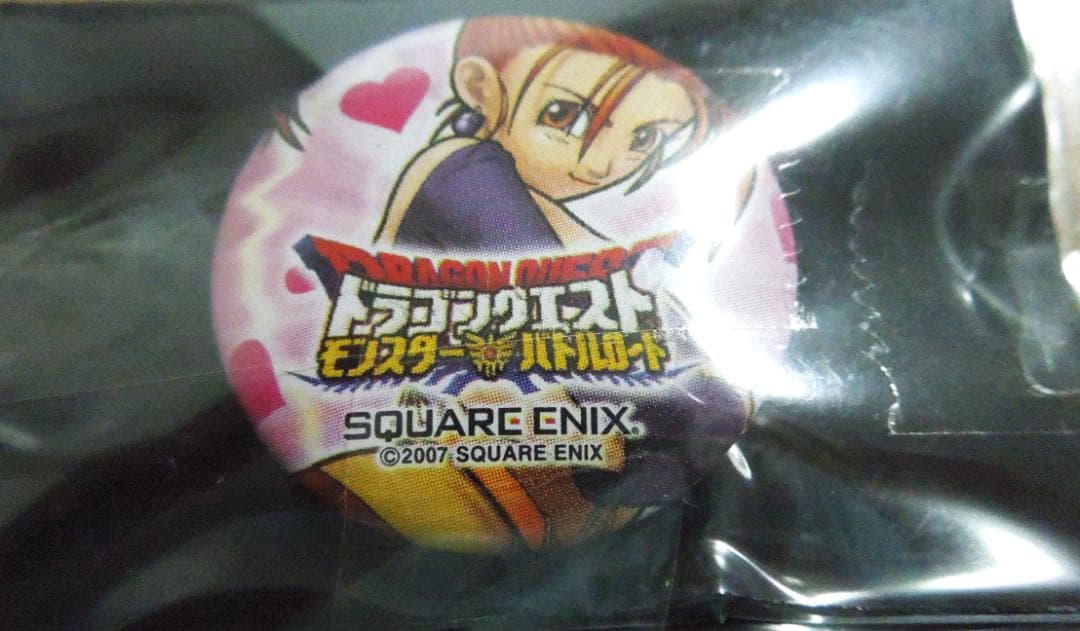 DRAGON QUEST
ドラゴンクエスト
モンスター バトルロード
SQUARE ENIX®
©2007 SQUARE ENIX